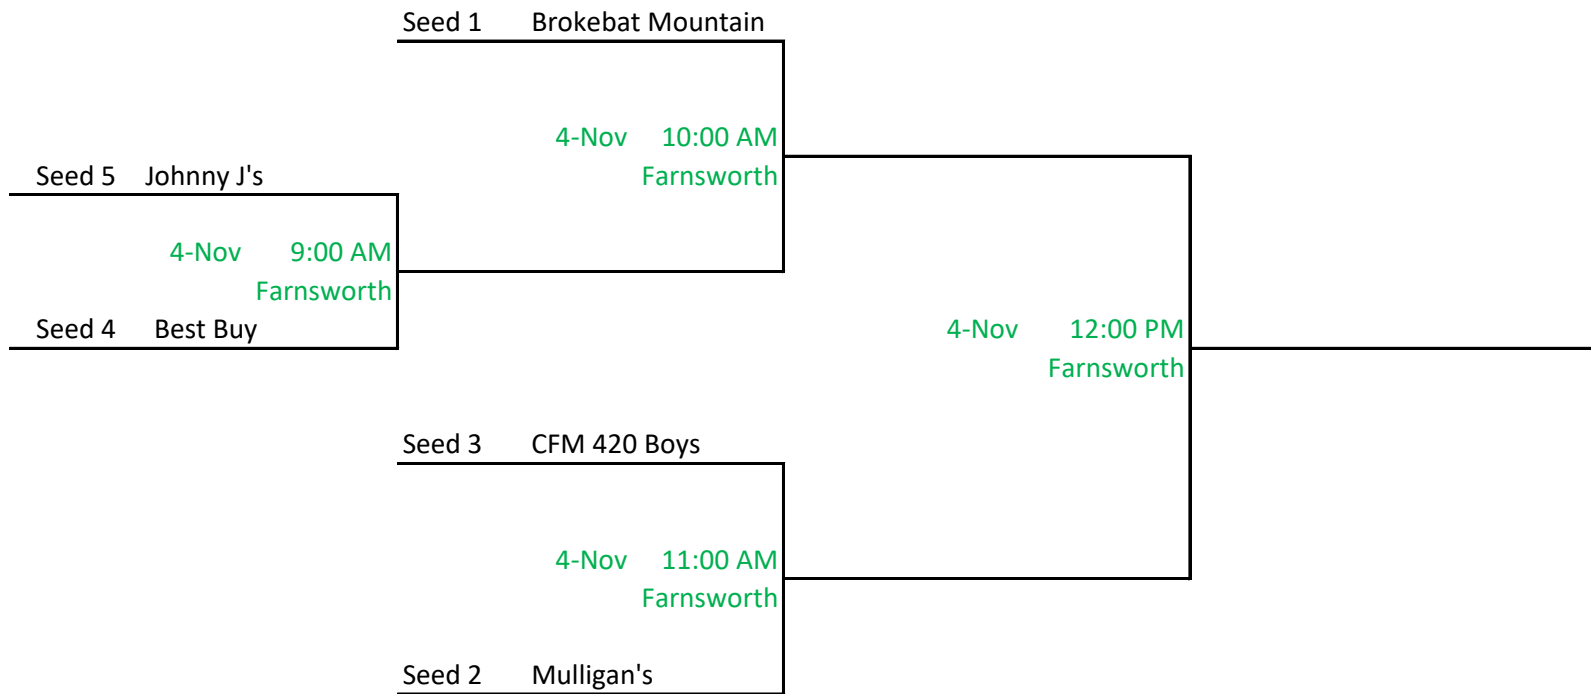 Seed 1 Brokebat Mountain
4-Nov 10:00 AM
Farnsworth
Seed 5 Johnny J's
4-Nov 9:00 AM
Farnsworth
Seed 4 Best Buy
4-Nov 12:00 PM
Farnsworth
Seed 3 CFM 420 Boys
4-Nov 11:00 AM
Farnsworth
Seed 2 Mulligan's